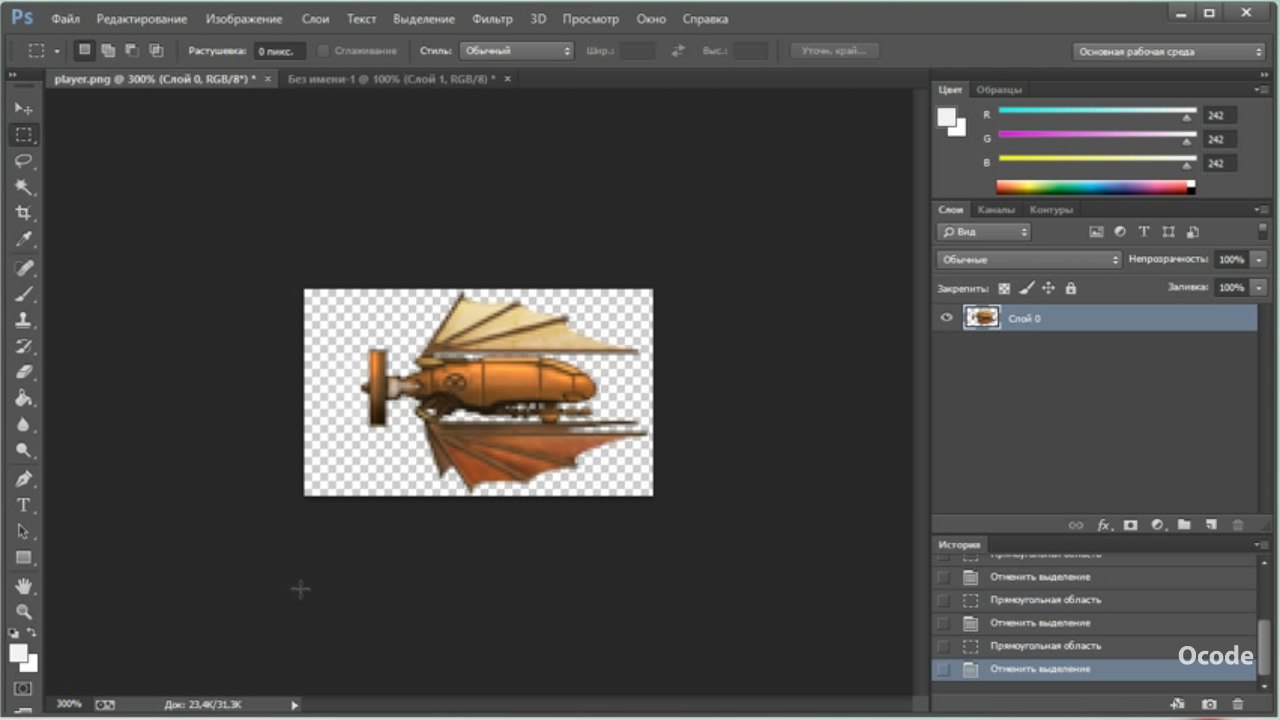 Ps Файл Редактирование Изображение Слои Текст Выделение Фильтр 3D Просмотр Окно Справка
Растушевка: 0 пикс. Сглаживание Стиль: Обычный Шир.: Выс.: Уточн. край... Основная рабочая среда
player.png @ 300% (Слой 0, RGB/8*) * × Без имени-1 @ 100% (Слой 1, RGB/8) * ×
Цвет Образцы
R 242
G 242
B 242
Слои Каналы Контуры
Вид
Обычные Непрозрачность: 100%
Закрепить: Заливка: 100%
Слой 0
fx
История
Прямоугольная область
Отменить выделение
Прямоугольная область
Отменить выделение
Прямоугольная область
Отменить выделение
Ocode
300% Док: 23,4K/31,3K